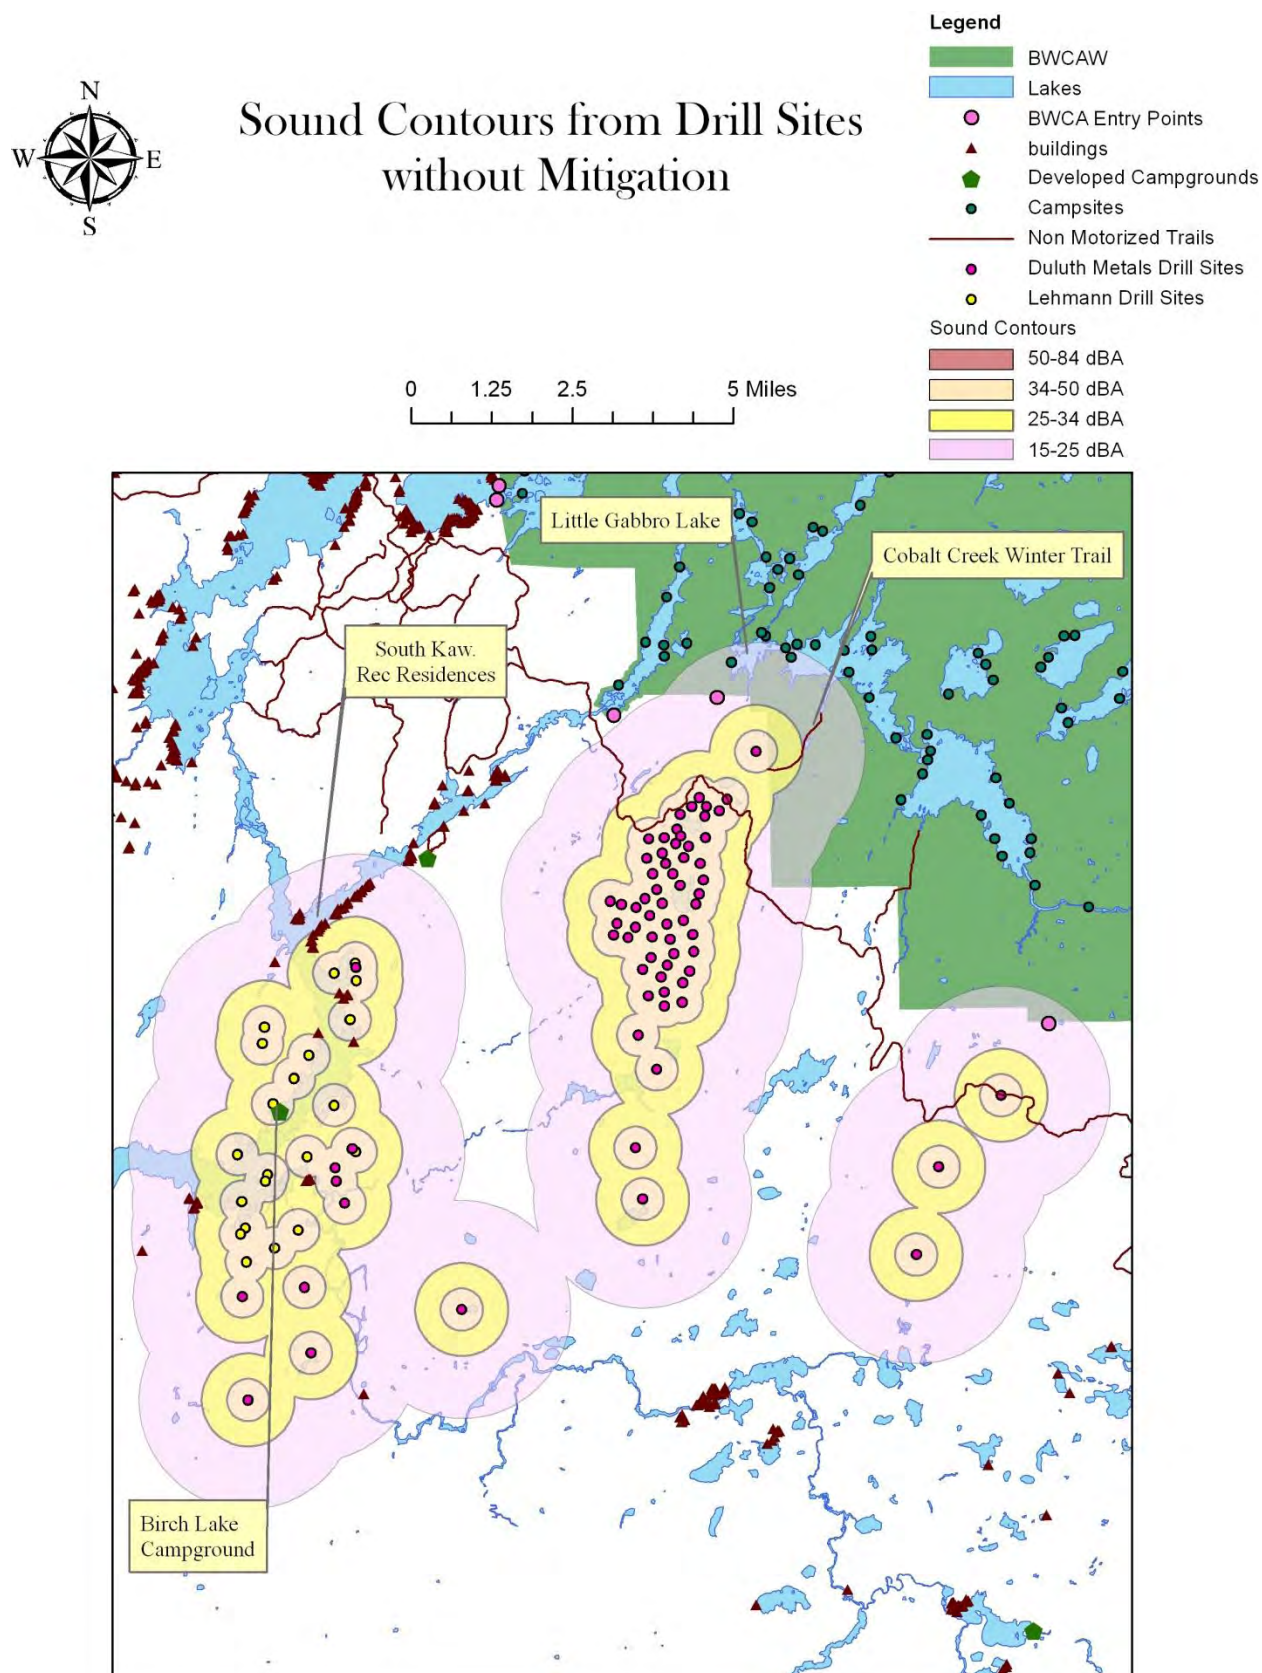 Legend
BWCAW
Lakes
BWCA Entry Points
buildings
Developed Campgrounds
Campsites
Non Motorized Trails
Duluth Metals Drill Sites
Lehmann Drill Sites
Sound Contours
50-84 dBA
34-50 dBA
25-34 dBA
15-25 dBA
N
W E
S
Sound Contours from Drill Sites
without Mitigation
0 1.25 2.5 5 Miles
Little Gabbro Lake
Cobalt Creek Winter Trail
South Kaw.
Rec Residences
Birch Lake
Campground